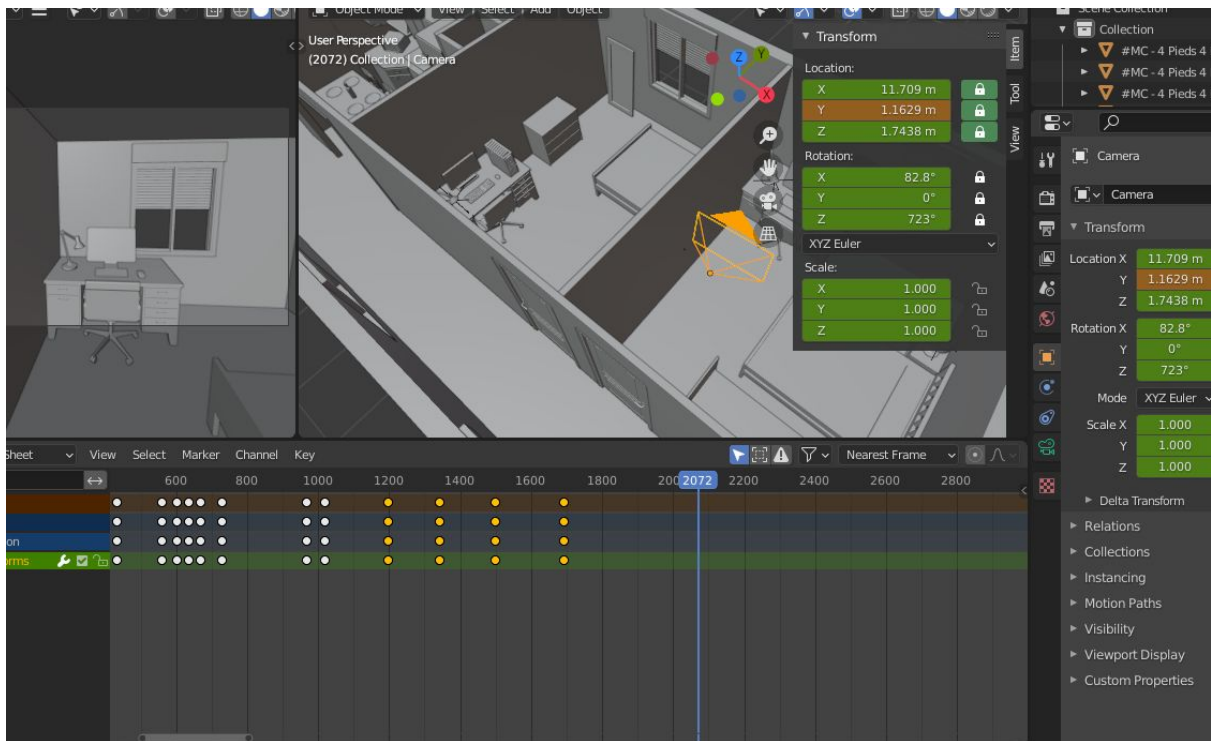 Object Mode View Select Add Object
User Perspective
(2072) Collection | Camera
Transform
Location:
X 11.709 m
Y 1.1629 m
Z 1.7438 m
Rotation:
X 82.8°
Y 0°
Z 723°
XYZ Euler
Scale:
X 1.000
Y 1.000
Z 1.000
Item
Tool
View
Z
Y
X
Scene Collection
Collection
#MC - 4 Pieds 4
#MC - 4 Pieds 4
#MC - 4 Pieds 4
Camera
Camera
Transform
Location X 11.709 m
Y 1.1629 m
Z 1.7438 m
Rotation X 82.8°
Y 0°
Z 723°
Mode XYZ Euler
Scale X 1.000
Y 1.000
Z 1.000
Delta Transform
Relations
Collections
Instancing
Motion Paths
Visibility
Viewport Display
Custom Properties
Sheet View Select Marker Channel Key Nearest Frame
600 800 1000 1200 1400 1600 1800 200 2072 2200 2400 2600 2800
on
rms